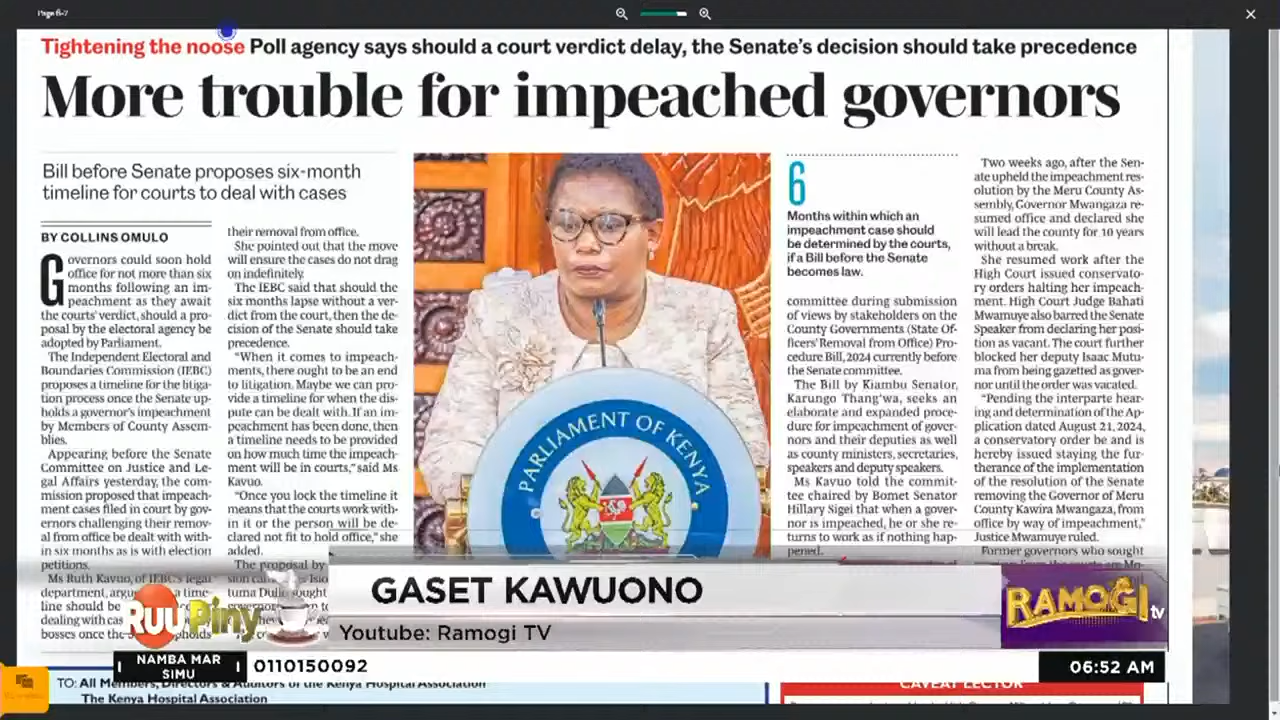 Page 6-7
Tightening the noose Poll agency says should a court verdict delay, the Senate's decision should take precedence
More trouble for impeached governors
Bill before Senate proposes six-month
timeline for courts to deal with cases
BY COLLINS OMULO
Governors could soon hold
office for not more than six
months following an im-
peachment as they await
the courts' verdict, should a pro-
posal by the electoral agency be
adopted by Parliament.
The Independent Electoral and
Boundaries Commission (IEBC)
proposes a timeline for the litiga-
tion process once the Senate up-
holds a governor's impeachment
by Members of County Assem-
blies.
Appearing before the Senate
Committee on Justice and Le-
gal Affairs yesterday, the com-
mission proposed that impeach-
ment cases filed in court by gov-
ernors challenging their remov-
al from office be dealt with with-
in six months as is with election
petitions.
Ms Ruth Kavuo, of IEBC's legal
department,
line should be
dealing with
bosses once the
their removal from office.
She pointed out that the move
will ensure the cases do not drag
on indefinitely.
The IEBC said that should the
six months lapse without a ver-
dict from the court, then the de-
cision of the Senate should take
precedence.
"When it comes to impeach-
ments, there ought to be an end
to litigation. Maybe we can pro-
vide a timeline for when the dis-
pute can be dealt with. If an im-
peachment has been done, then
a timeline needs to be provided
on how much time the impeach-
ment will be in courts," said Ms
Kavuo.
"Once you lock the timeline it
means that the courts work with-
in it or the person will be de-
clared not fit to hold office," she
added.
The proposal by
PARLIAMENT OF KENYA
6
Months within which an
impeachment case should
be determined by the courts,
if a Bill before the Senate
becomes law.
committee during submission
of views by stakeholders on the
County Governments (State Of-
ficers' Removal from Office) Pro-
cedure Bill, 2024 currently before
the Senate committee.
The Bill by Kiambu Senator,
Karungo Thang'wa, seeks an
elaborate and expanded proce-
dure for impeachment of gover-
nors and their deputies as well
as county ministers, secretaries,
speakers and deputy speakers.
Ms Kavuo told the commit-
tee chaired by Bomet Senator
Hillary Sigei that when a gover-
nor is impeached, he or she re-
turns to work as if nothing hap-
pened.
Two weeks ago, after the Sen-
ate upheld the impeachment res-
olution by the Meru County As-
sembly, Governor Mwangaza re-
sumed office and declared she
will lead the county for 10 years
without a break.
She resumed work after the
High Court issued conservato-
ry orders halting her impeach-
ment. High Court Judge Bahati
Mwamuye also barred the Senate
Speaker from declaring her posi-
tion as vacant. The court further
blocked her deputy Isaac Mutu-
ma from being gazetted as gover-
nor until the order was vacated.
"Pending the interparte hear-
ing and determination of the Ap-
plication dated August 21, 2024,
a conservatory order be and is
hereby issued staying the fur-
therance of the implementation
of the resolution of the Senate
removing the Governor of Meru
County Kawira Mwangaza, from
office by way of impeachment,"
Justice Mwamuye ruled.
Former governors who sought
GASET KAWUONO
Youtube: Ramogi TV
Ruu Piny
RAMOGI tv
NAMBA MAR
SIMU
0110150092
06:52 AM
TO: All Members, Directors & Auditors of the Kenya Hospital Association
The Kenya Hospital Association
CAVEAT LECTOR